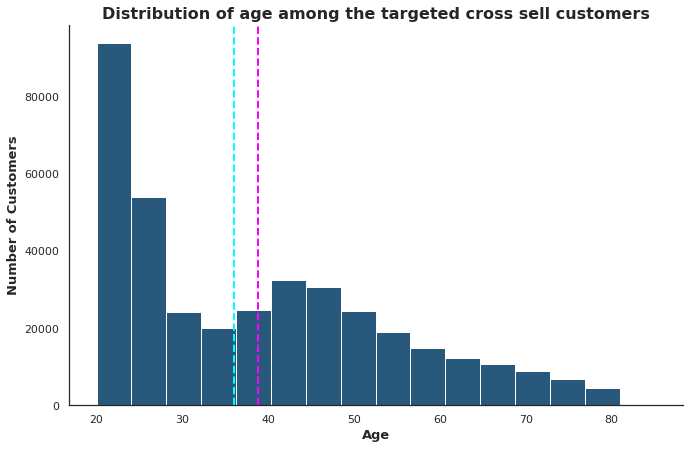 Distribution of age among the targeted cross sell customers
Number of Customers
80000
60000
40000
20000
0
20 30 40 50 60 70 80
Age